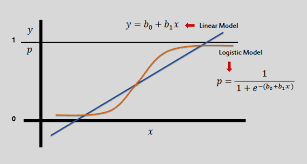 y = b₀ + b₁x Linear Model
y
p
1
Logistic Model
p = 1 / 1 + e^-(b₀+b₁x)
0
x